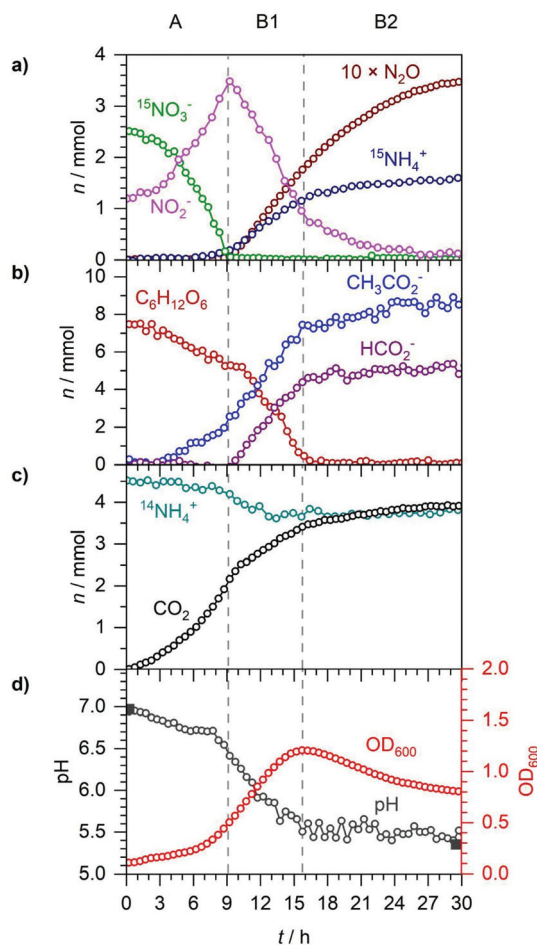 A B1 B2
a)
4
3
2
1
0
n / mmol
¹⁵NO₃⁻
NO₂⁻
10 × N₂O
¹⁵NH₄⁺
b)
10
8
6
4
2
0
n / mmol
C₆H₁₂O₆
CH₃CO₂⁻
HCO₂⁻
c)
4
3
2
1
0
n / mmol
¹⁴NH₄⁺
CO₂
d)
7.0
6.5
6.0
5.5
5.0
pH
OD₆₀₀
pH
2.0
1.5
1.0
0.5
0.0
OD₆₀₀
0 3 6 9 12 15 18 21 24 27 30
t / h